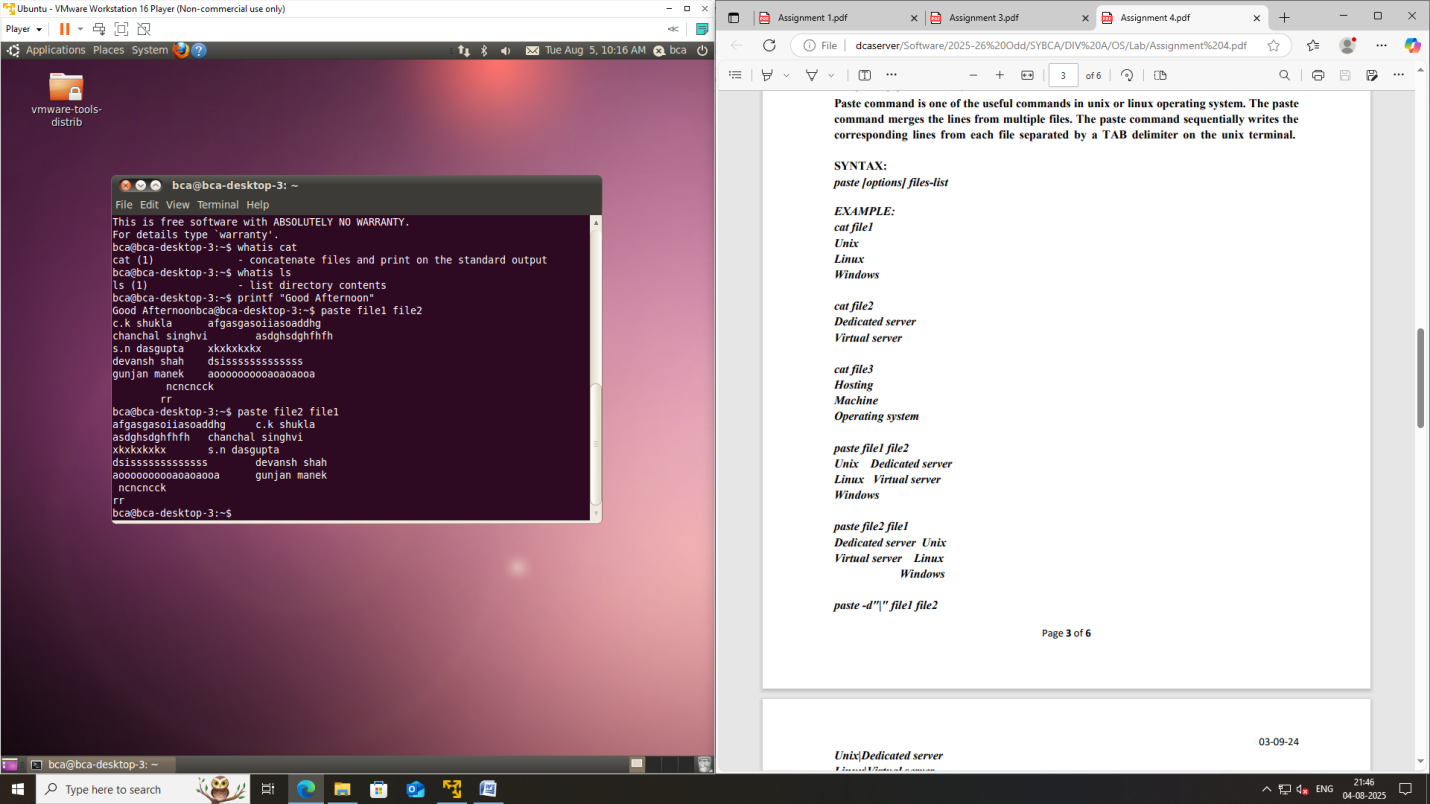 Ubuntu - VMware Workstation 16 Player (Non-commercial use only)
Player
Applications Places System
Tue Aug 5, 10:16 AM
bca
vmware-tools-
distrib
bca@bca-desktop-3: ~
File Edit View Terminal Help
This is free software with ABSOLUTELY NO WARRANTY.
For details type `warranty'.
bca@bca-desktop-3:~$ whatis cat
cat (1) - concatenate files and print on the standard output
bca@bca-desktop-3:~$ whatis ls
ls (1) - list directory contents
bca@bca-desktop-3:~$ printf "Good Afternoon"
Good Afternoonbca@bca-desktop-3:~$ paste file1 file2
c.k shukla afgasgasoiiasoaddhg
chanchal singhvi asdghsdghfhfh
s.n dasgupta xkxkxkxkx
devansh shah dsisssssssssssss
gunjan manek aoooooooooaoaoaooa
ncncncck
rr
bca@bca-desktop-3:~$ paste file2 file1
afgasgasoiiasoaddhg c.k shukla
asdghsdghfhfh chanchal singhvi
xkxkxkxkx s.n dasgupta
dsisssssssssssss devansh shah
aoooooooooaoaoaooa gunjan manek
ncncncck
rr
bca@bca-desktop-3:~$
bca@bca-desktop-3: ~
Assignment 1.pdf
Assignment 3.pdf
Assignment 4.pdf
File dcaserver/Software/2025-26%20Odd/SYBCA/DIV%20A/OS/Lab/Assignment%204.pdf
3 of 6
Paste command is one of the useful commands in unix or linux operating system. The paste
command merges the lines from multiple files. The paste command sequentially writes the
corresponding lines from each file separated by a TAB delimiter on the unix terminal.
SYNTAX:
paste [options] files-list
EXAMPLE:
cat file1
Unix
Linux
Windows
cat file2
Dedicated server
Virtual server
cat file3
Hosting
Machine
Operating system
paste file1 file2
Unix Dedicated server
Linux Virtual server
Windows
paste file2 file1
Dedicated server Unix
Virtual server Linux
Windows
paste -d"|" file1 file2
Page 3 of 6
03-09-24
Unix|Dedicated server
Linux|Virtual server
Type here to search
ENG
21:46
04-08-2025